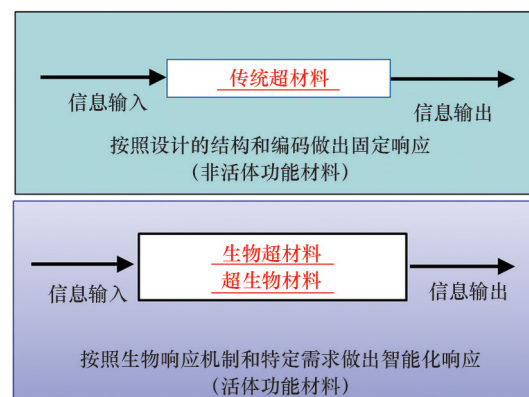 传统超材料
信息输入
信息输出
按照设计的结构和编码做出固定响应
(非活体功能材料)
生物超材料
超生物材料
信息输入
信息输出
按照生物响应机制和特定需求做出智能化响应
(活体功能材料)